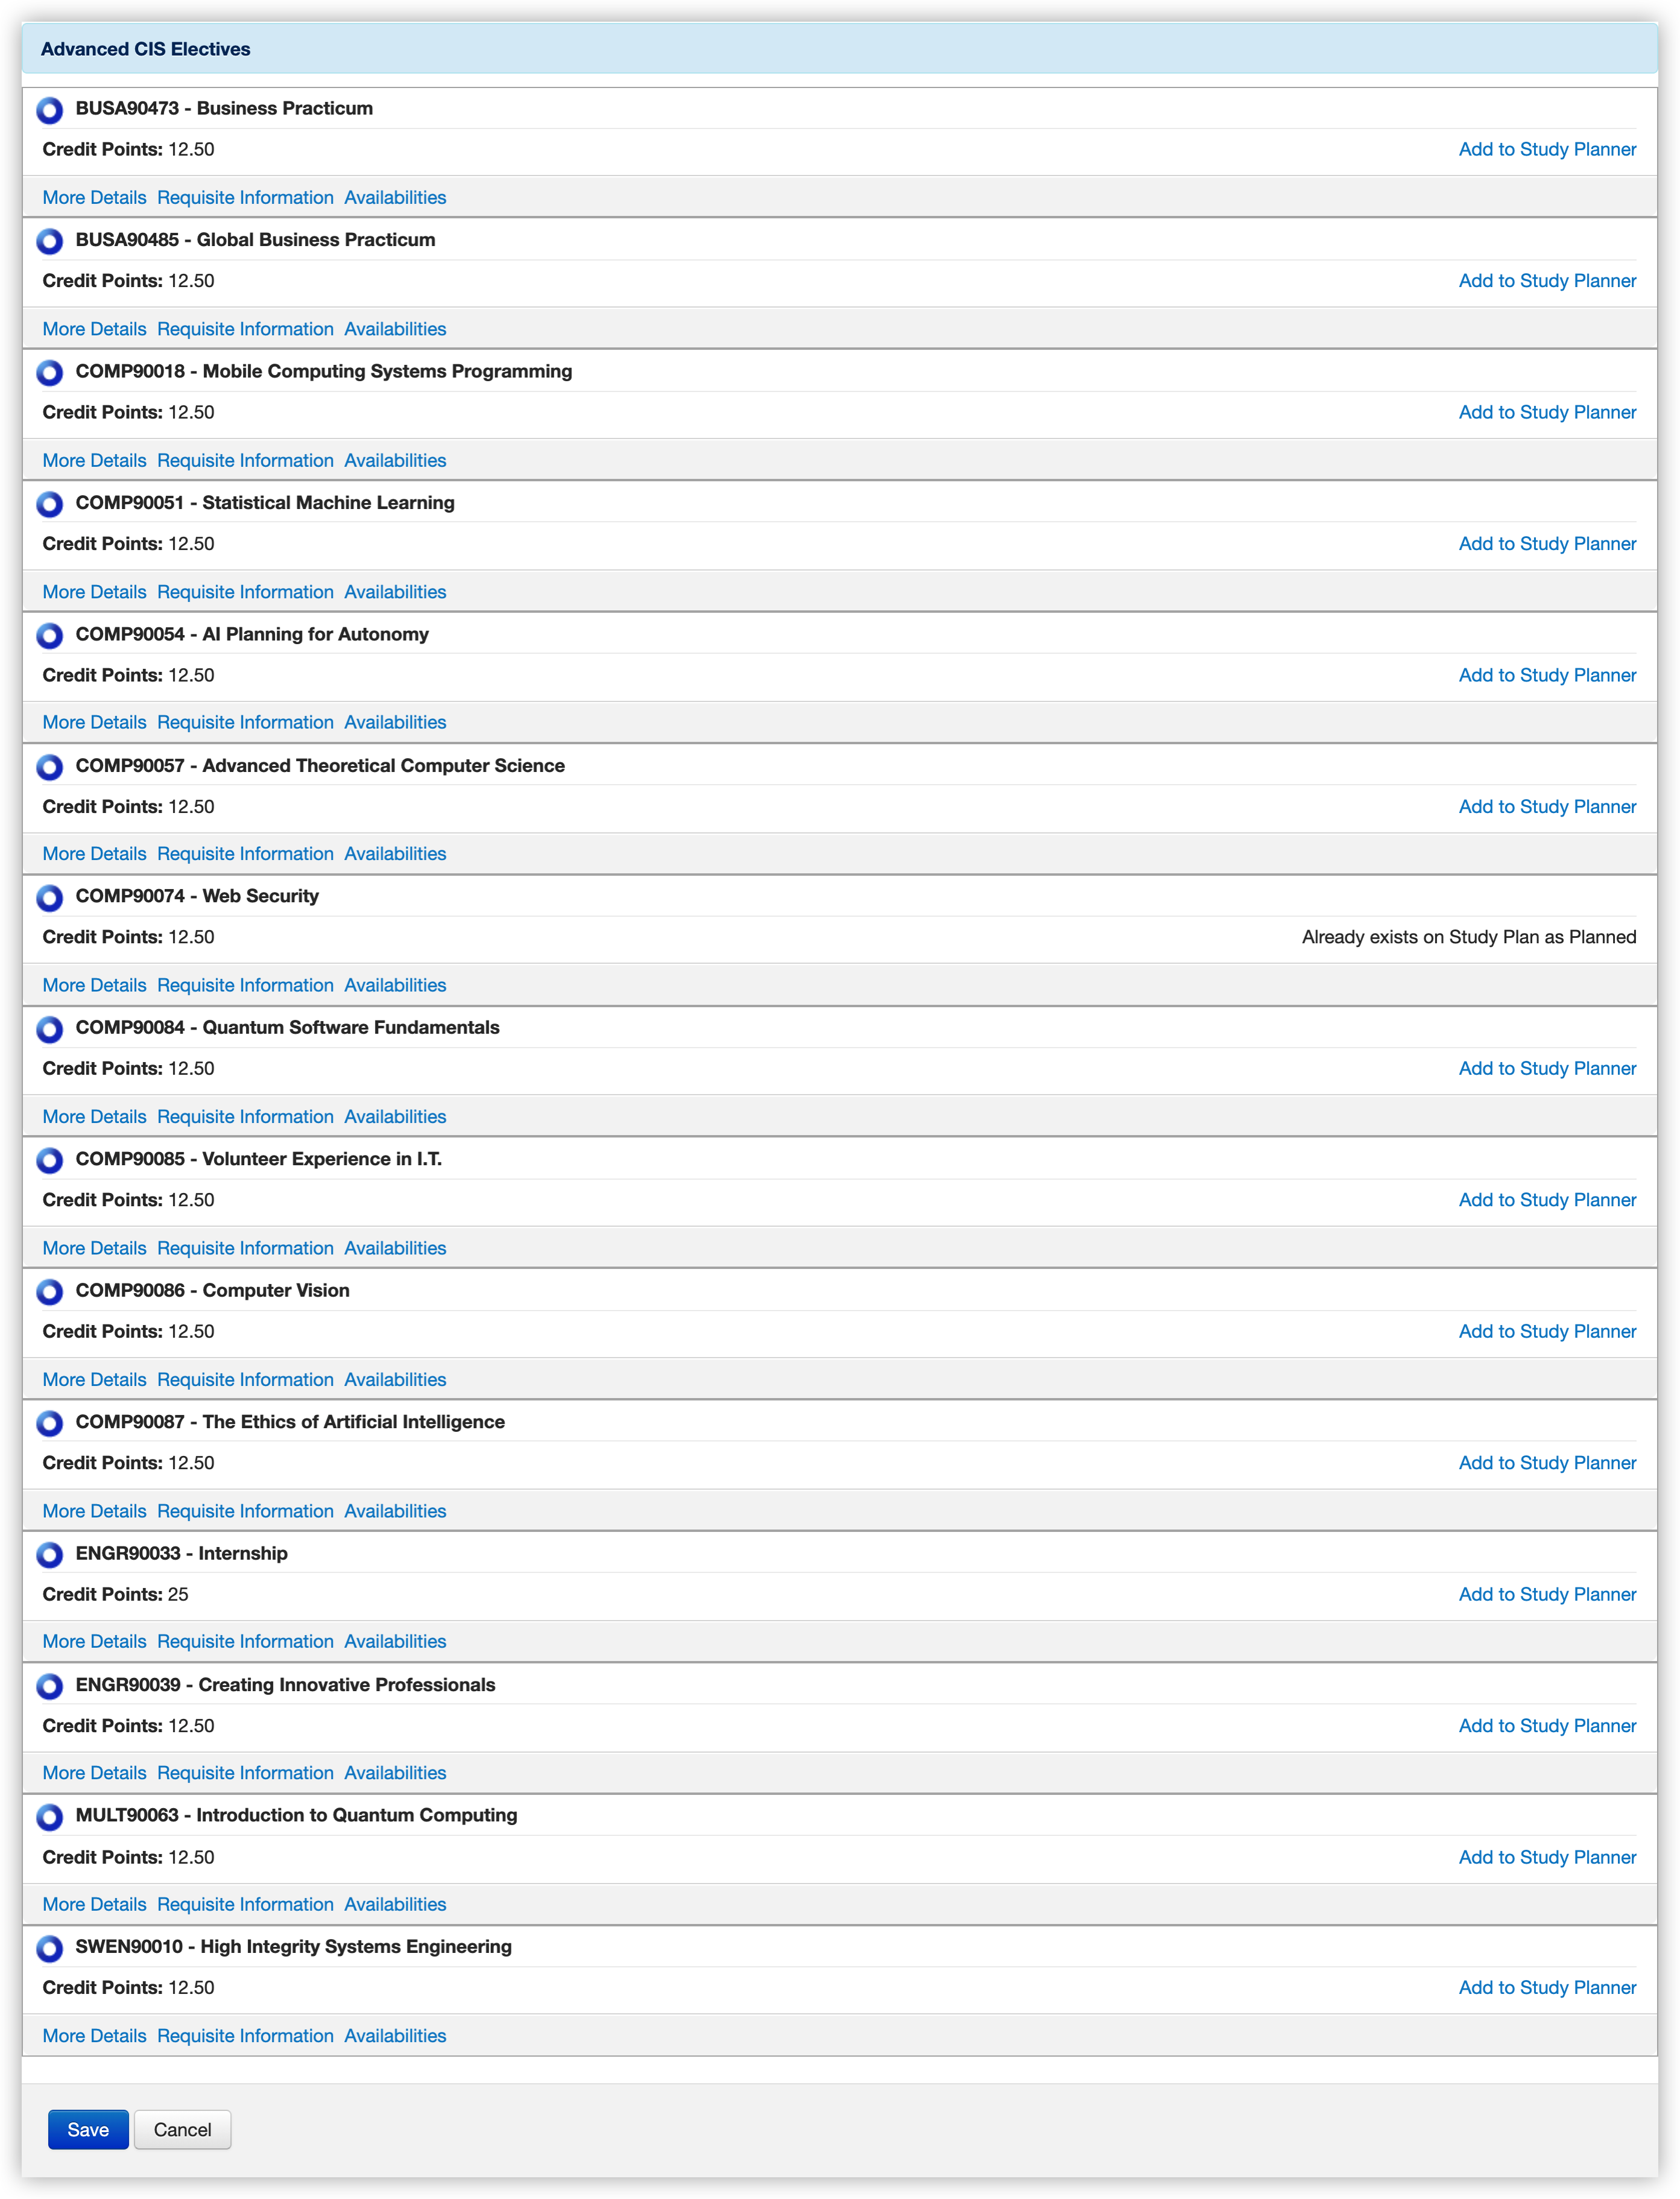 Advanced CIS Electives
BUSA90473 - Business Practicum
Credit Points: 12.50 Add to Study Planner
More Details Requisite Information Availabilities
BUSA90485 - Global Business Practicum
Credit Points: 12.50 Add to Study Planner
More Details Requisite Information Availabilities
COMP90018 - Mobile Computing Systems Programming
Credit Points: 12.50 Add to Study Planner
More Details Requisite Information Availabilities
COMP90051 - Statistical Machine Learning
Credit Points: 12.50 Add to Study Planner
More Details Requisite Information Availabilities
COMP90054 - AI Planning for Autonomy
Credit Points: 12.50 Add to Study Planner
More Details Requisite Information Availabilities
COMP90057 - Advanced Theoretical Computer Science
Credit Points: 12.50 Add to Study Planner
More Details Requisite Information Availabilities
COMP90074 - Web Security
Credit Points: 12.50 Already exists on Study Plan as Planned
More Details Requisite Information Availabilities
COMP90084 - Quantum Software Fundamentals
Credit Points: 12.50 Add to Study Planner
More Details Requisite Information Availabilities
COMP90085 - Volunteer Experience in I.T.
Credit Points: 12.50 Add to Study Planner
More Details Requisite Information Availabilities
COMP90086 - Computer Vision
Credit Points: 12.50 Add to Study Planner
More Details Requisite Information Availabilities
COMP90087 - The Ethics of Artificial Intelligence
Credit Points: 12.50 Add to Study Planner
More Details Requisite Information Availabilities
ENGR90033 - Internship
Credit Points: 25 Add to Study Planner
More Details Requisite Information Availabilities
ENGR90039 - Creating Innovative Professionals
Credit Points: 12.50 Add to Study Planner
More Details Requisite Information Availabilities
MULT90063 - Introduction to Quantum Computing
Credit Points: 12.50 Add to Study Planner
More Details Requisite Information Availabilities
SWEN90010 - High Integrity Systems Engineering
Credit Points: 12.50 Add to Study Planner
More Details Requisite Information Availabilities
Save Cancel